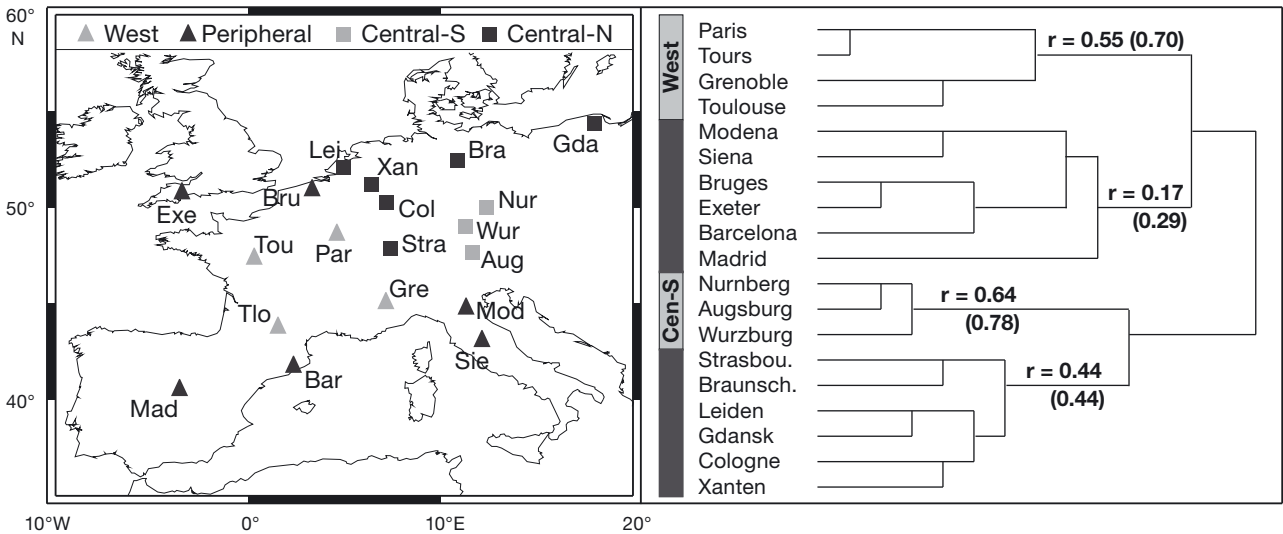 60°
N
50°
40°
10°W
0°
10°E
20°
West
Peripheral
Central-S
Central-N
Gda
Bra
Lei
Xan
Bru
Col
Nur
Exe
Wur
Tou
Par
Stra
Aug
Gre
Tlo
Mod
Sie
Bar
Mad
West
Cen-S
Paris
Tours
Grenoble
Toulouse
Modena
Siena
Bruges
Exeter
Barcelona
Madrid
Nurnberg
Augsburg
Wurzburg
Strasbou.
Braunsch.
Leiden
Gdansk
Cologne
Xanten
r = 0.55 (0.70)
r = 0.17
(0.29)
r = 0.64
(0.78)
r = 0.44
(0.44)